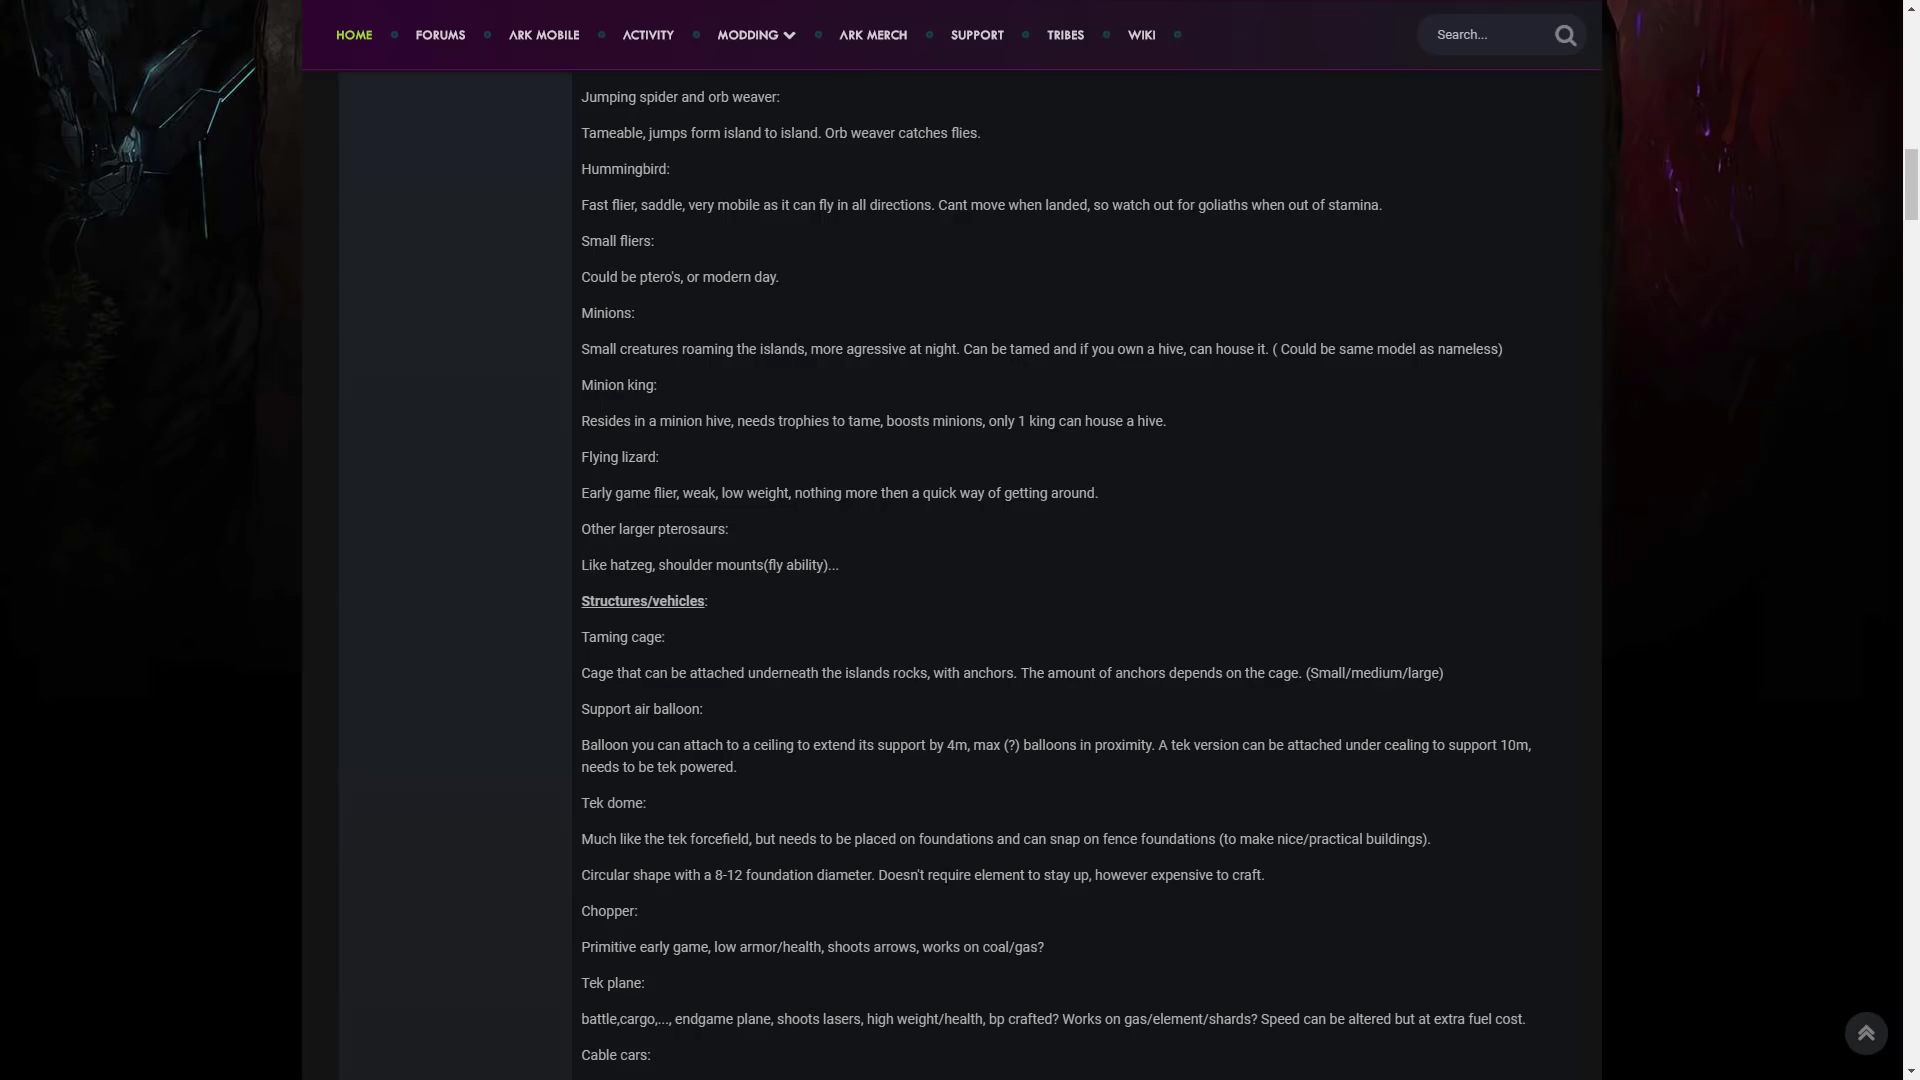 HOME FORUMS ARK MOBILE ACTIVITY MODDING ARK MERCH SUPPORT TRIBES WIKI Search...
Jumping spider and orb weaver:
Tameable, jumps form island to island. Orb weaver catches flies.
Hummingbird:
Fast flier, saddle, very mobile as it can fly in all directions. Cant move when landed, so watch out for goliaths when out of stamina.
Small fliers:
Could be ptero's, or modern day.
Minions:
Small creatures roaming the islands, more agressive at night. Can be tamed and if you own a hive, can house it. ( Could be same model as nameless)
Minion king:
Resides in a minion hive, needs trophies to tame, boosts minions, only 1 king can house a hive.
Flying lizard:
Early game flier, weak, low weight, nothing more then a quick way of getting around.
Other larger pterosaurs:
Like hatzeg, shoulder mounts(fly ability)...
Structures/vehicles:
Taming cage:
Cage that can be attached underneath the islands rocks, with anchors. The amount of anchors depends on the cage. (Small/medium/large)
Support air balloon:
Balloon you can attach to a ceiling to extend its support by 4m, max (?) balloons in proximity. A tek version can be attached under cealing to support 10m,
needs to be tek powered.
Tek dome:
Much like the tek forcefield, but needs to be placed on foundations and can snap on fence foundations (to make nice/practical buildings).
Circular shape with a 8-12 foundation diameter. Doesn't require element to stay up, however expensive to craft.
Chopper:
Primitive early game, low armor/health, shoots arrows, works on coal/gas?
Tek plane:
battle,cargo,..., endgame plane, shoots lasers, high weight/health, bp crafted? Works on gas/element/shards? Speed can be altered but at extra fuel cost.
Cable cars: